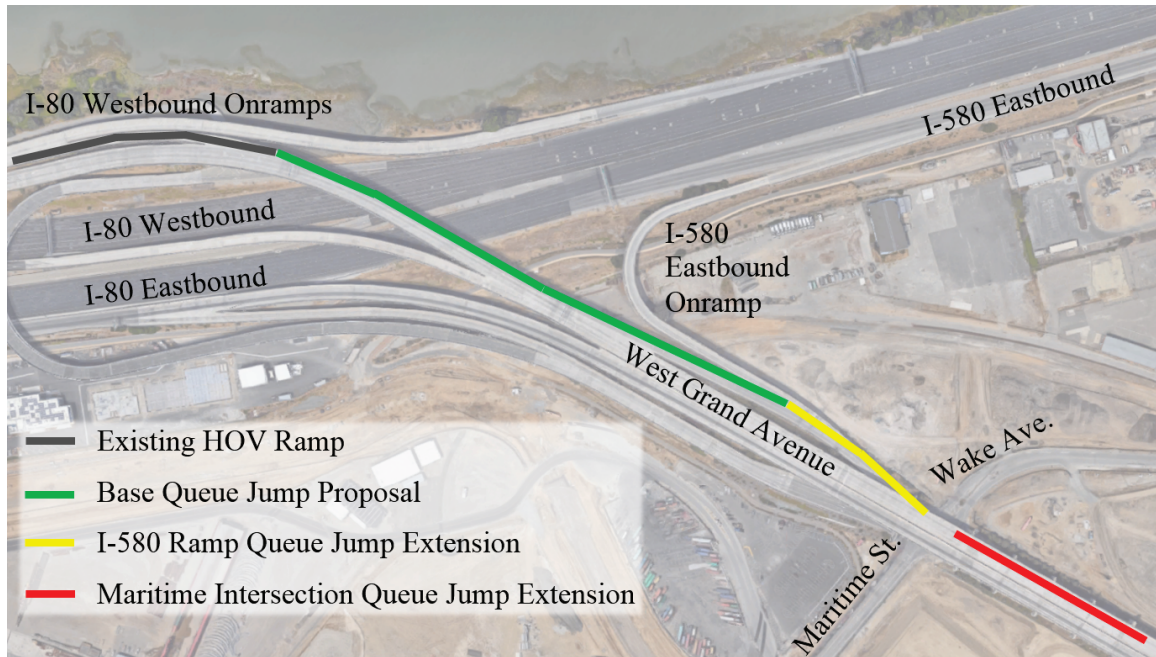 I-80 Westbound Onramps
I-580 Eastbound
I-80 Westbound
I-580
Eastbound
Onramp
I-80 Eastbound
West Grand Avenue
Wake Ave.
Maritime St.
Existing HOV Ramp
Base Queue Jump Proposal
I-580 Ramp Queue Jump Extension
Maritime Intersection Queue Jump Extension